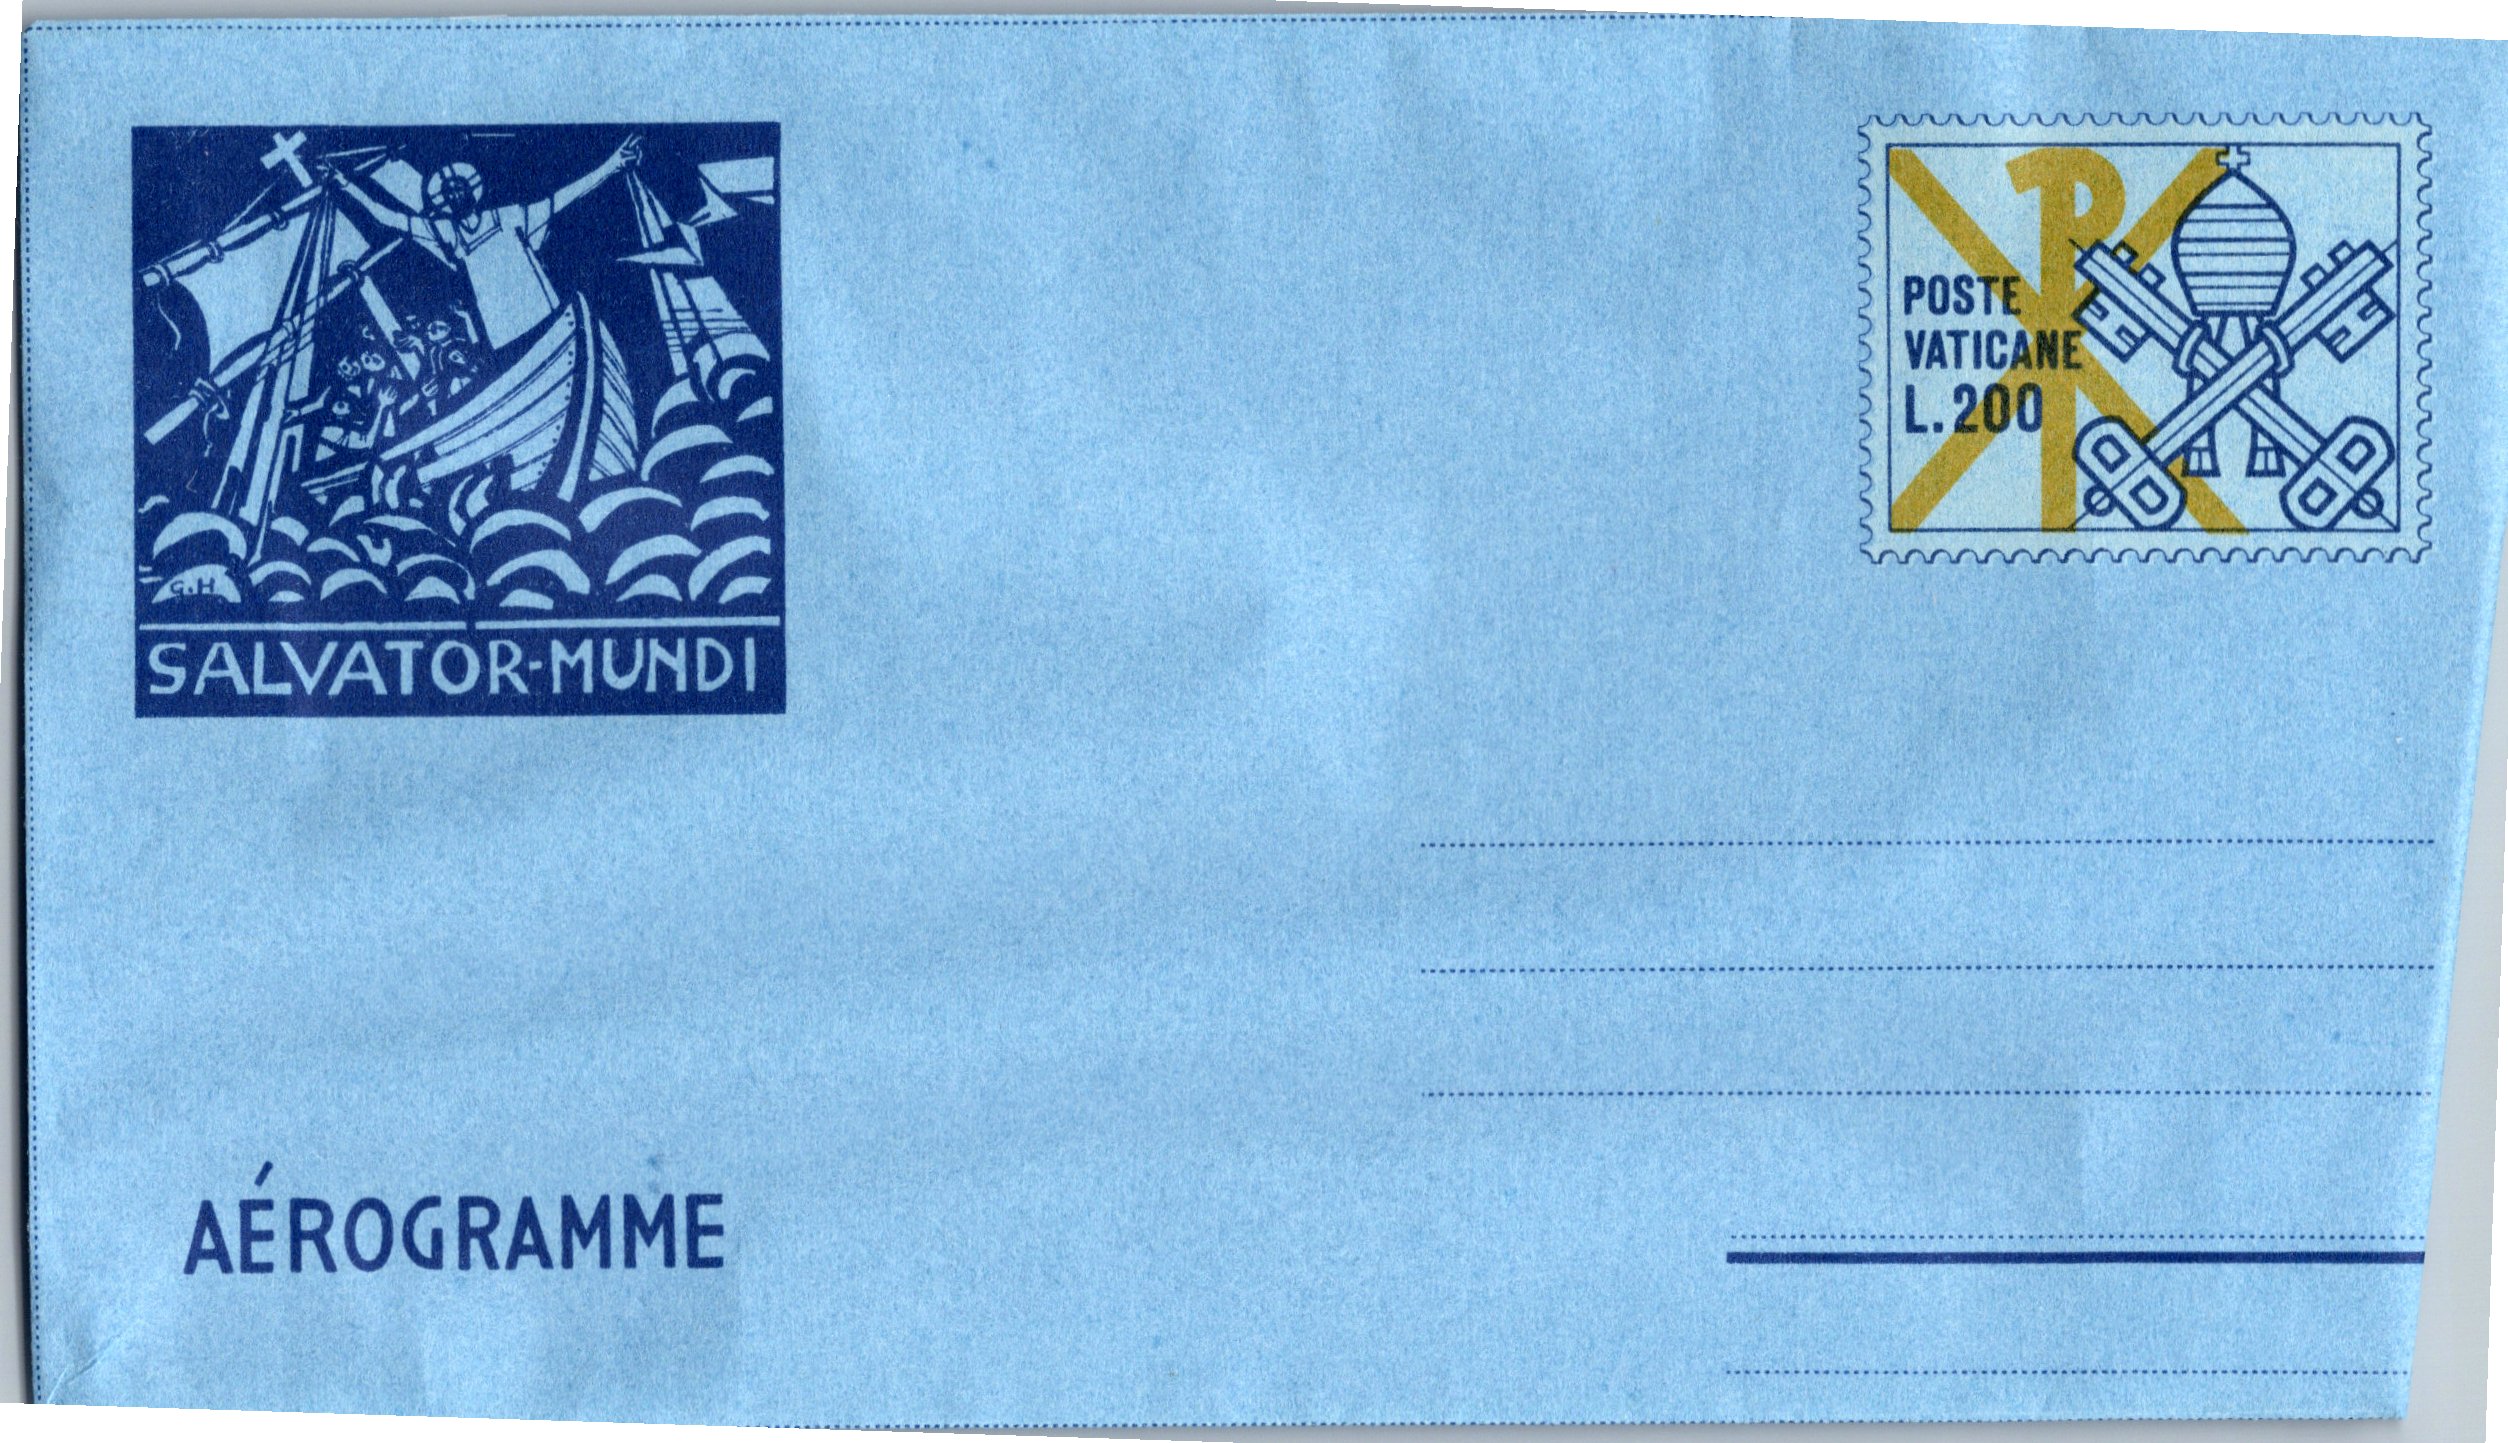 G.H.
SALVATOR-MUNDI
POSTE
VATICANE
L.200
AÉROGRAMME